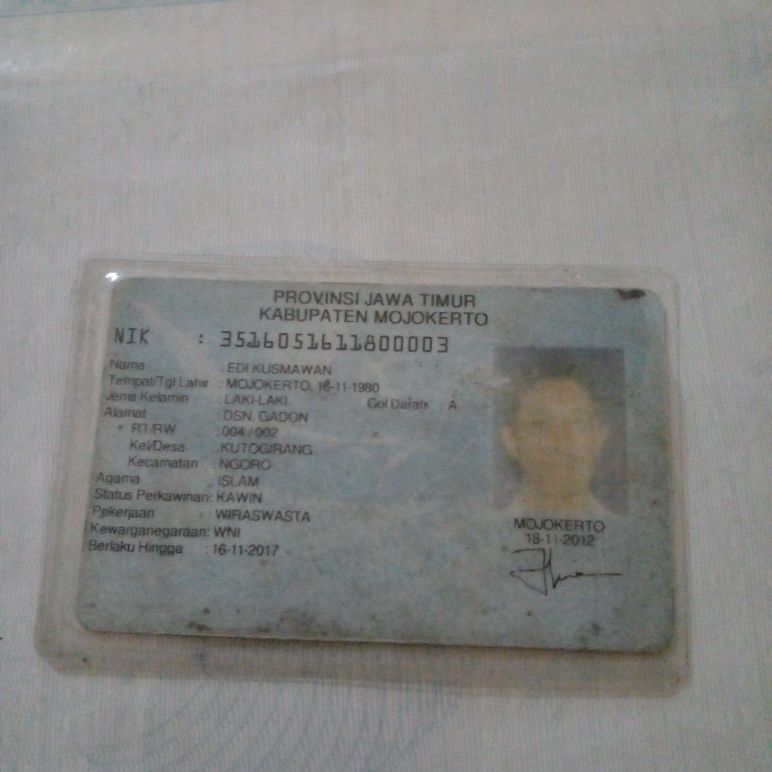 PROVINSI JAWA TIMUR
KABUPATEN MOJOKERTO
NIK : 3516051611800003
Nama : EDI KUSMAWAN
Tempat/Tgl Lahir : MOJOKERTO, 16-11-1980
Jenis Kelamin : LAKI-LAKI Gol Darah : A
Alamat : DSN. GADON
RT/RW : 004 / 002
Kel/Desa : KUTOGIRANG
Kecamatan : NGORO
Agama : ISLAM
Status Perkawinan: KAWIN
Pekerjaan : WIRASWASTA
Kewarganegaraan: WNI
Berlaku Hingga : 16-11-2017
MOJOKERTO
18-11-2012